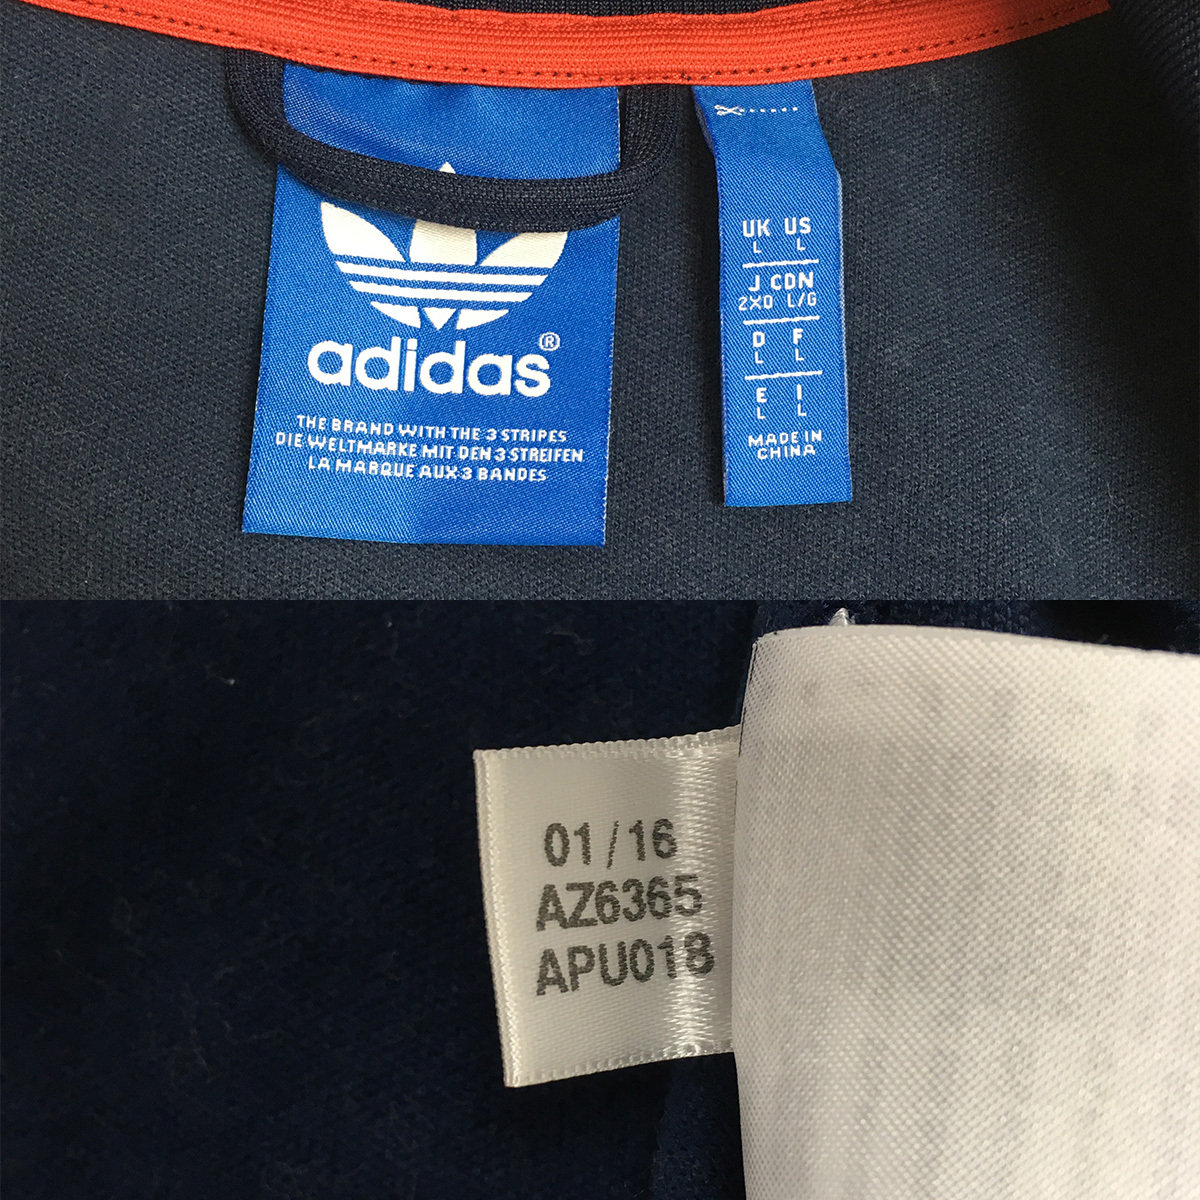 adidas®
THE BRAND WITH THE 3 STRIPES
DIE WELTMARKE MIT DEN 3 STREIFEN
LA MARQUE AUX 3 BANDES
UK US
L L
J CDN
2XO L/G
D F
L L
E I
L L
MADE IN
CHINA
01/16
AZ6365
APU018